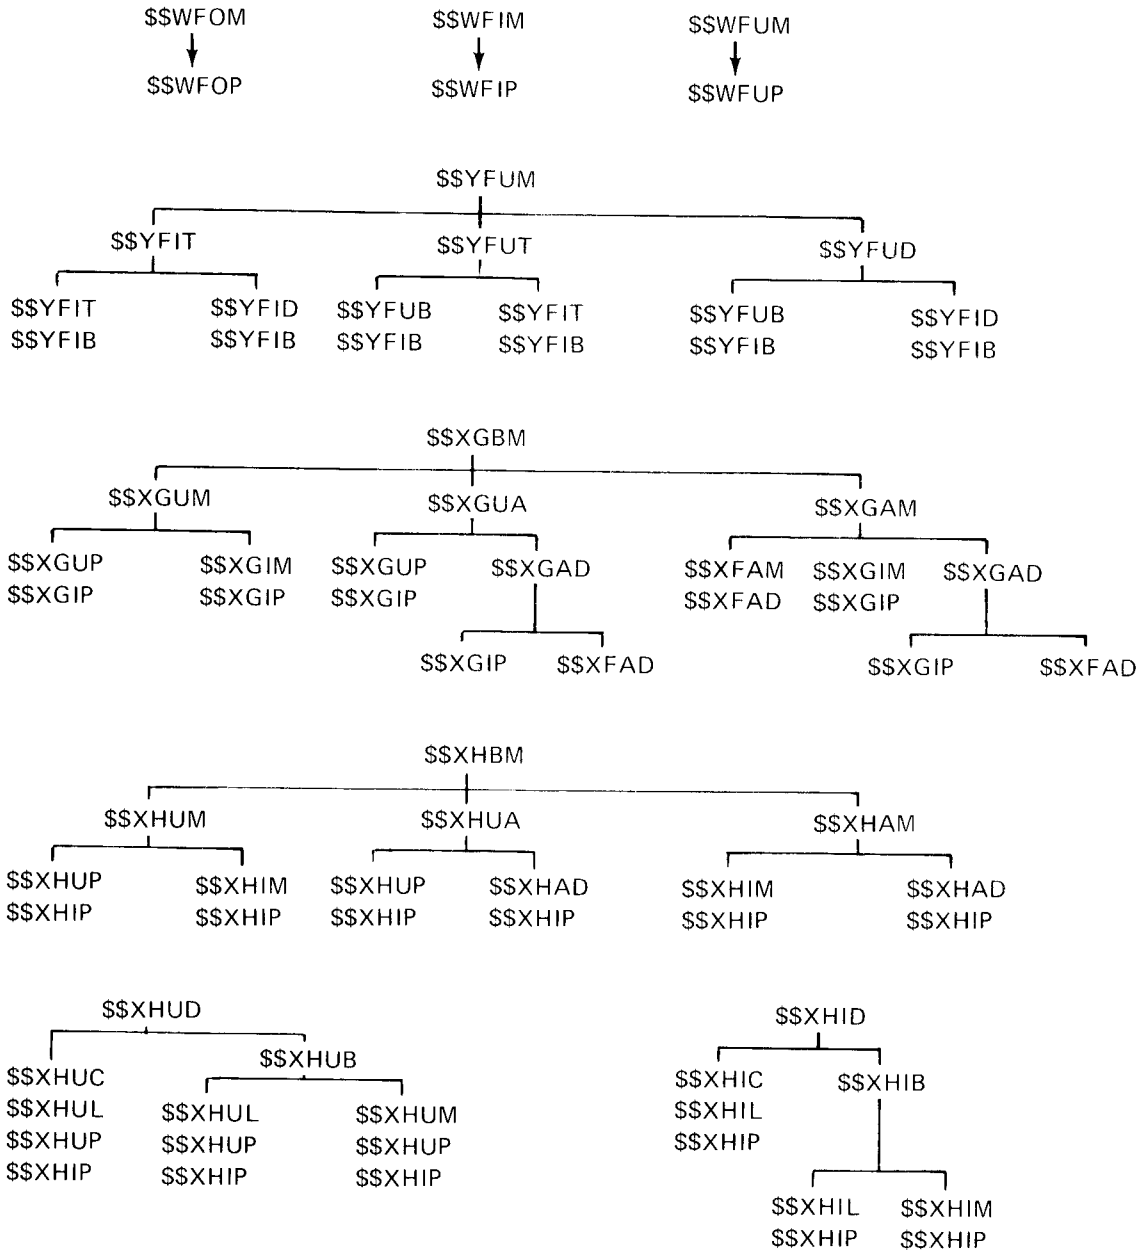 $$WFOM $$WFIM $$WFUM
$$WFOP $$WFIP $$WFUP
$$YFUM
$$YFIT $$YFUT $$YFUD
$$YFIT $$YFID $$YFUB $$YFIT $$YFUB $$YFID
$$YFIB $$YFIB $$YFIB $$YFIB $$YFIB $$YFIB
$$XGBM
$$XGUM $$XGUA $$XGAM
$$XGUP $$XGIM $$XGUP $$XGAD $$XFAM $$XGIM $$XGAD
$$XGIP $$XGIP $$XGIP $$XFAD $$XGIP
$$XGIP $$XFAD $$XGIP $$XFAD
$$XHBM
$$XHUM $$XHUA $$XHAM
$$XHUP $$XHIM $$XHUP $$XHAD $$XHIM $$XHAD
$$XHIP $$XHIP $$XHIP $$XHIP $$XHIP $$XHIP
$$XHUD $$XHID
$$XHUB
$$XHUC $$XHIC $$XHIB
$$XHUL $$XHUL $$XHUM $$XHIL
$$XHUP $$XHUP $$XHUP $$XHIP
$$XHIP $$XHIP $$XHIP
$$XHIL $$XHIM
$$XHIP $$XHIP